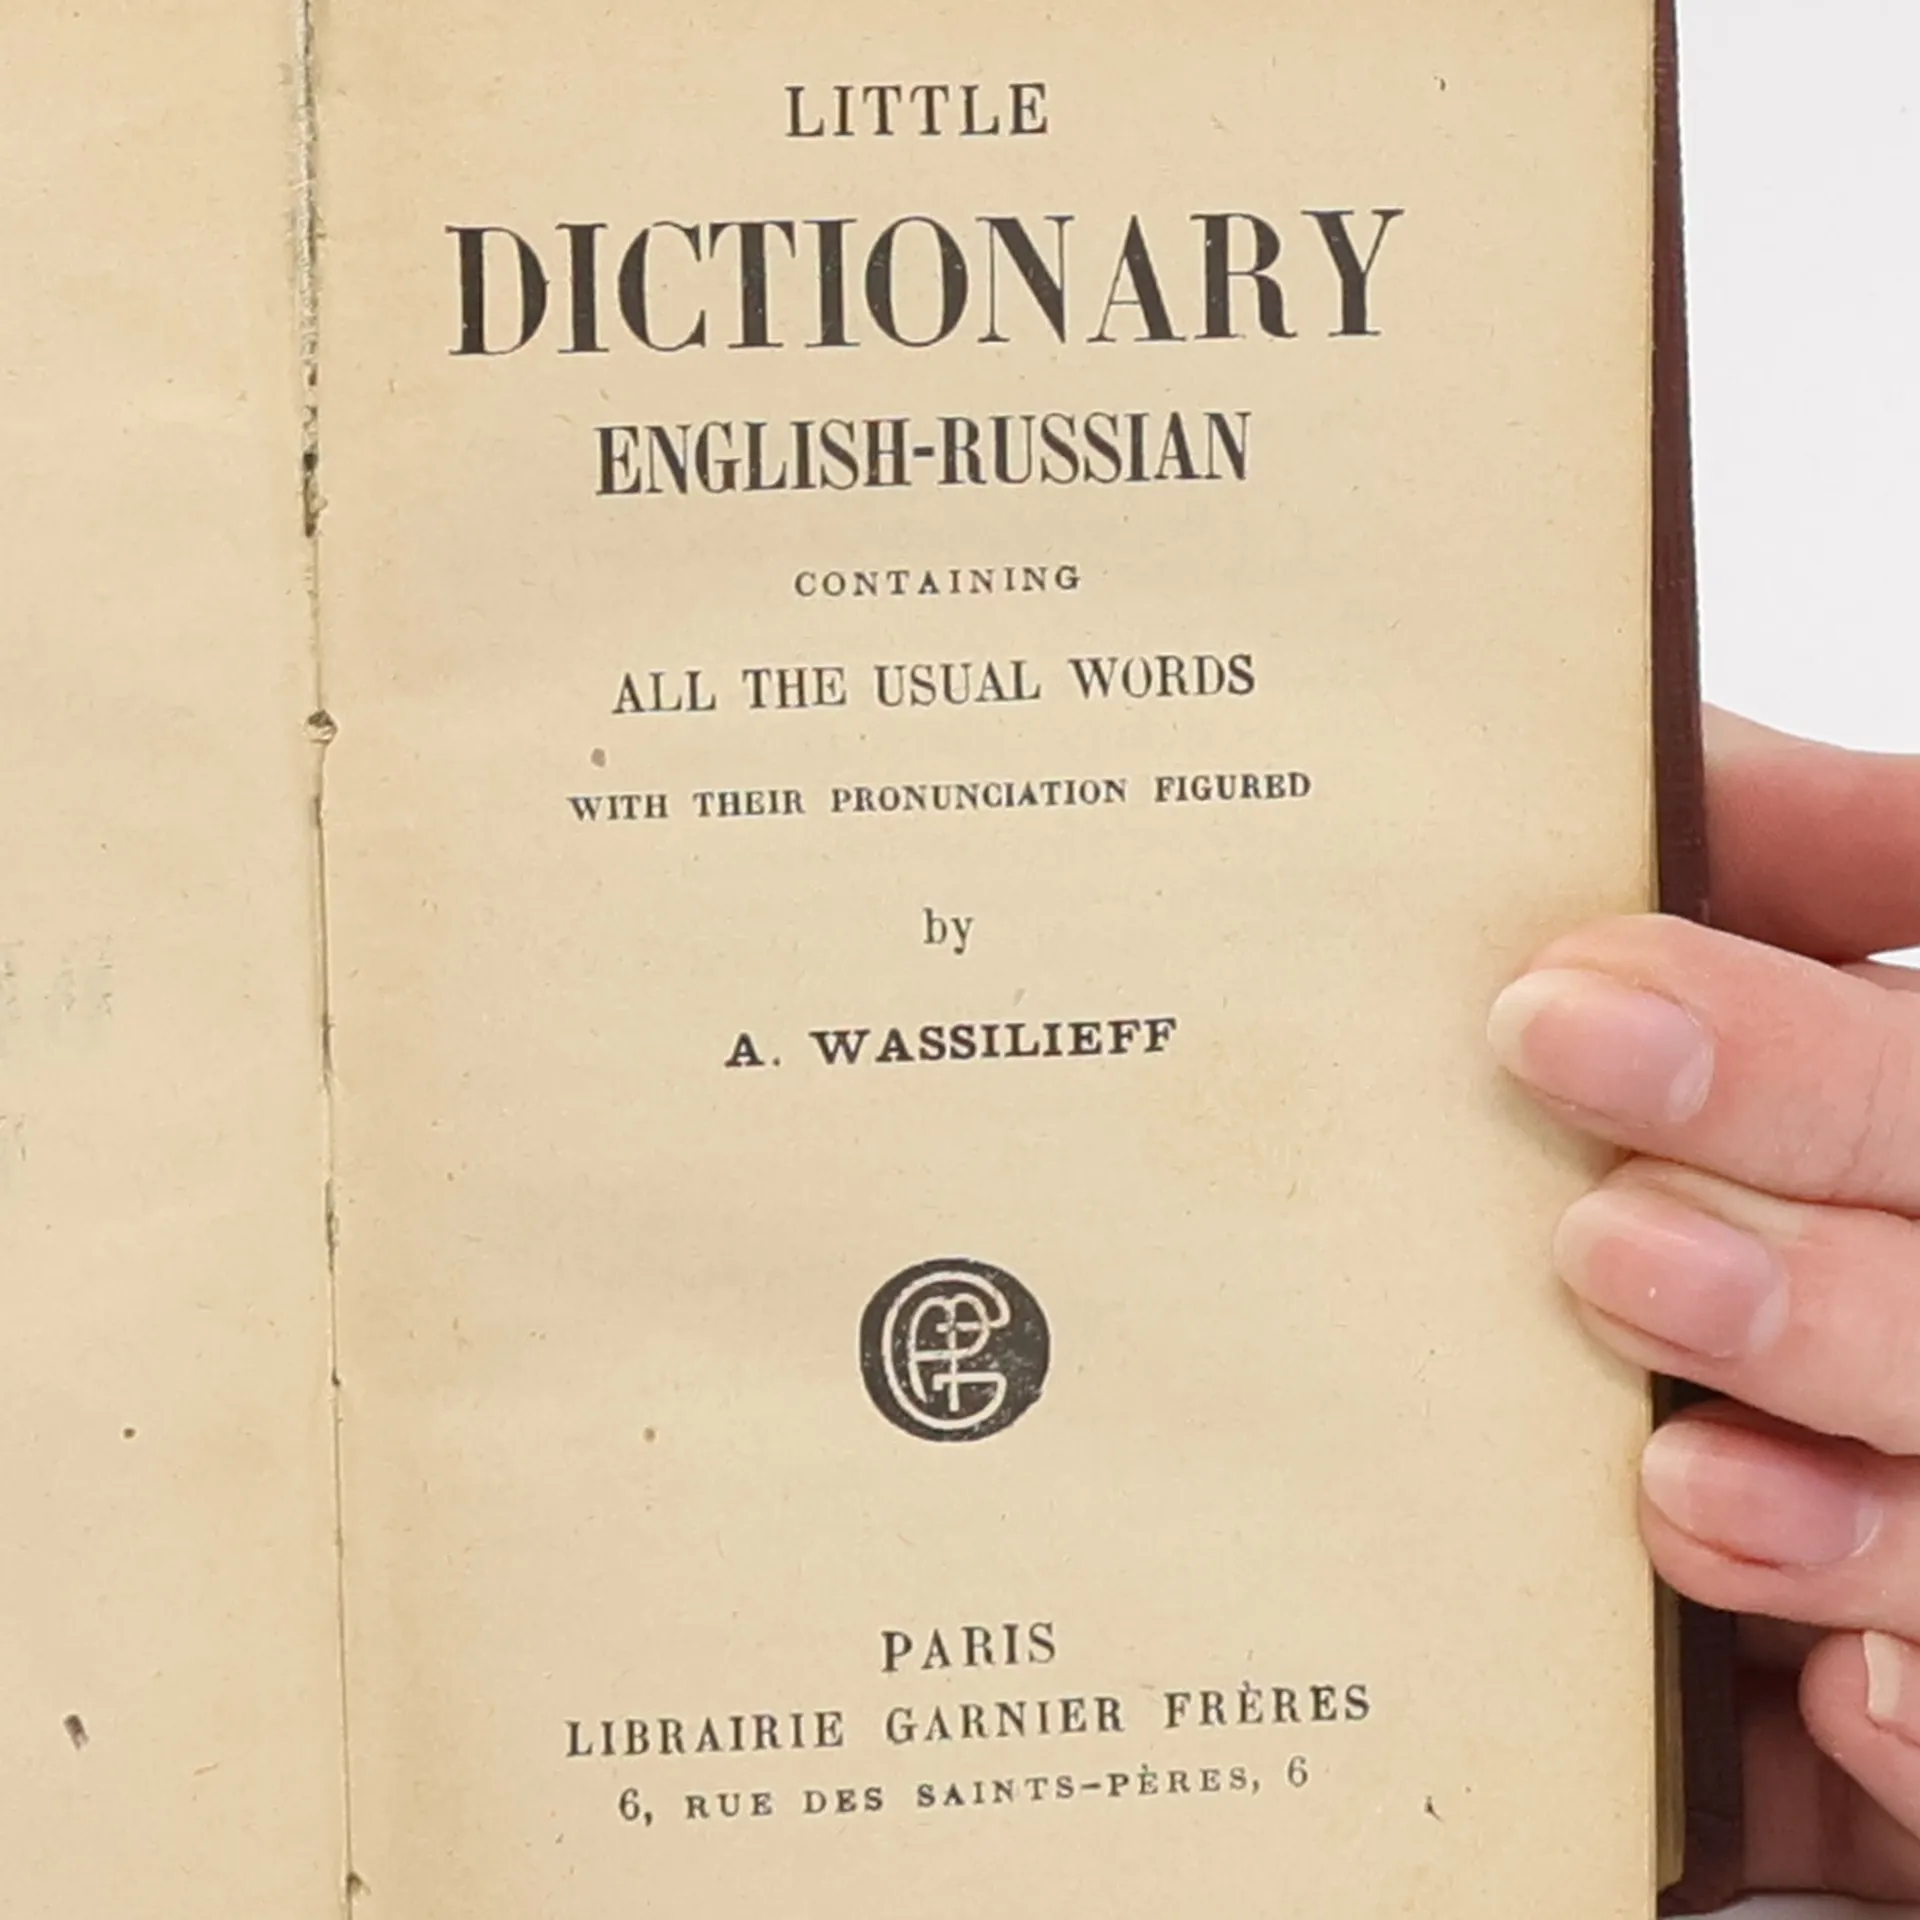 LITTLE
DICTIONARY
ENGLISH-RUSSIAN
CONTAINING
ALL THE USUAL WORDS
WITH THEIR PRONUNCIATION FIGURED
by
A. WASSILIEFF
PARIS
LIBRAIRIE GARNIER FRÈRES
6, RUE DES SAINTS-PÈRES, 6